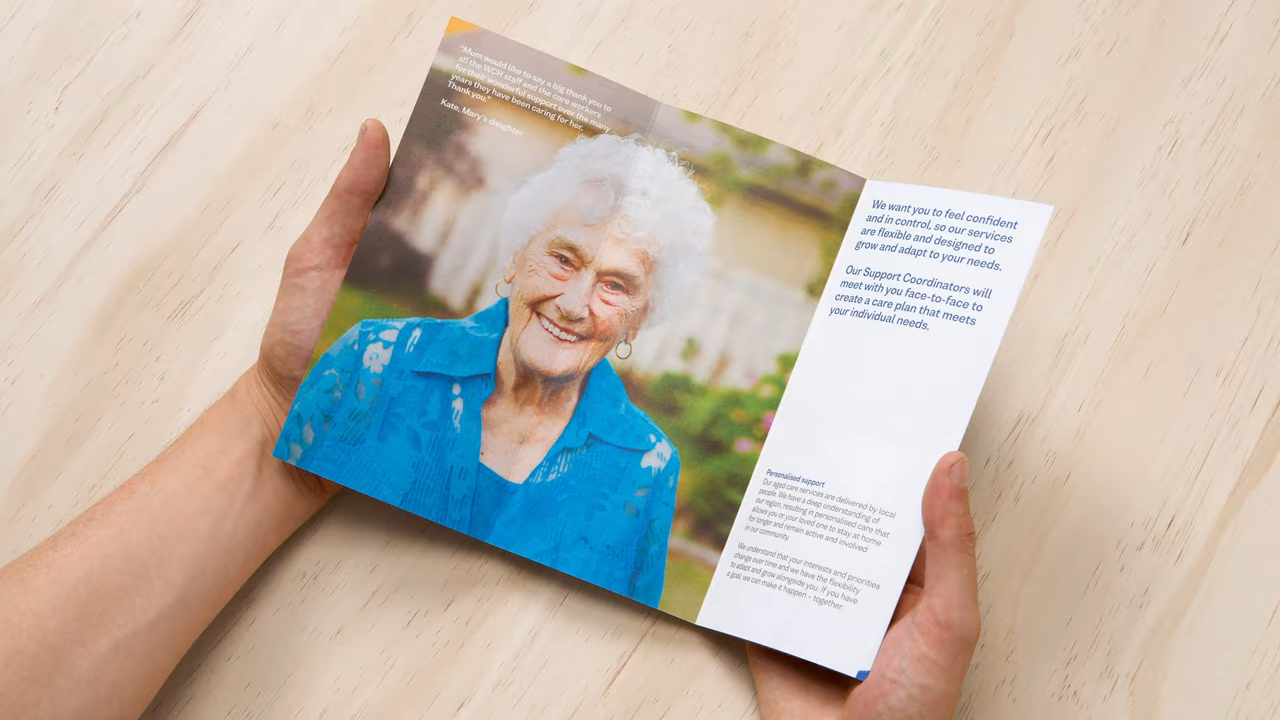 “Mum would like to say a big thank you to
all the WCH staff and the care workers
for their wonderful support over the many
years they have been caring for her.
Thank you.”
Kate, Mary’s daughter
We want you to feel confident
and in control, so our services
are flexible and designed to
grow and adapt to your needs.
Our Support Coordinators will
meet with you face-to-face to
create a care plan that meets
your individual needs.
Personalised support
Our aged care services are delivered by local
people. We have a deep understanding of
our region, resulting in personalised care that
allows you or your loved one to stay at home
for longer and remain active and involved
in our community.
We understand that your interests and priorities
change over time and we have the flexibility
to adapt and grow alongside you. If you have
a goal, we can make it happen – together.